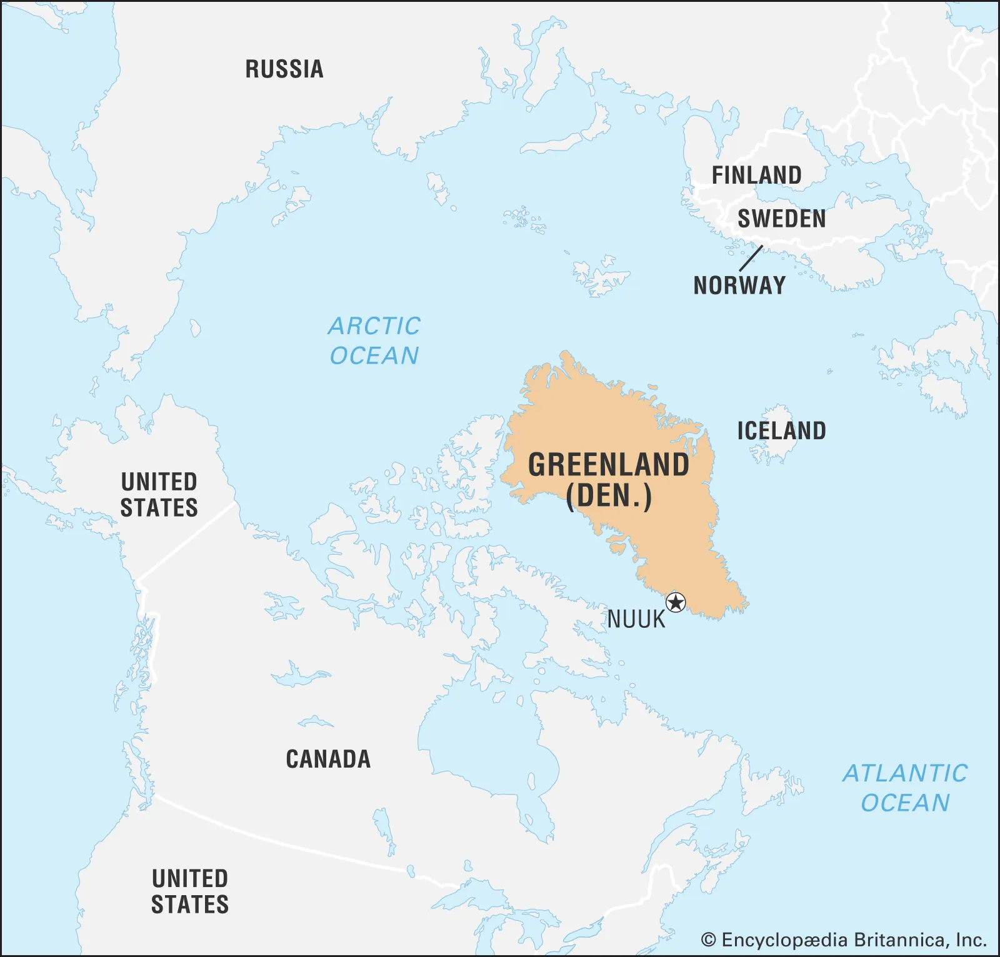 RUSSIA
FINLAND
SWEDEN
NORWAY
ARCTIC
OCEAN
ICELAND
GREENLAND
(DEN.)
UNITED
STATES
NUUK
CANADA
ATLANTIC
OCEAN
UNITED
STATES
© Encyclopædia Britannica, Inc.